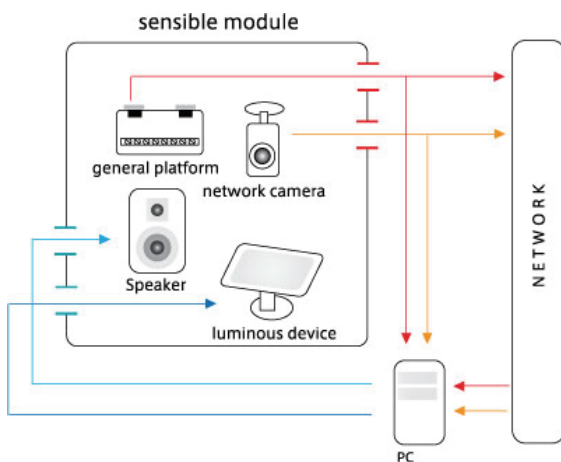 sensible module
general platform
network camera
Speaker
luminous device
NETWORK
PC